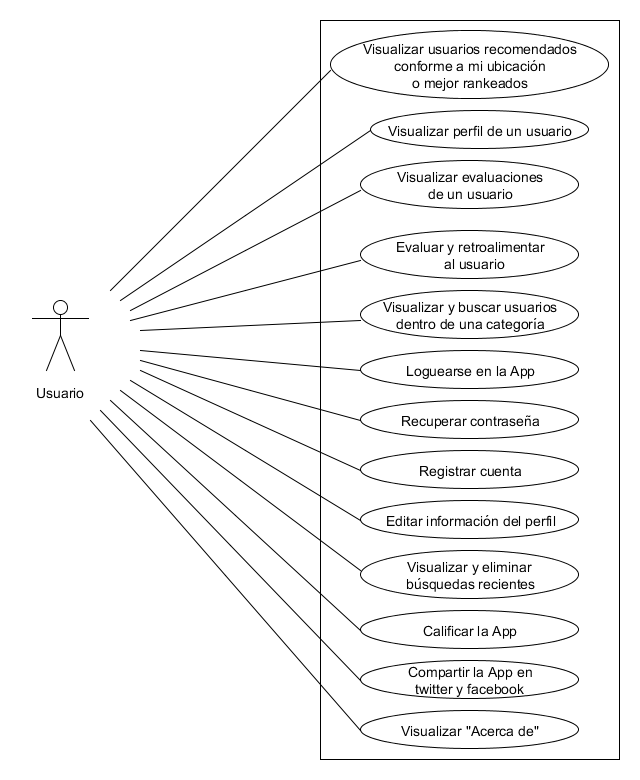 Visualizar usuarios recomendados
conforme a mi ubicación
o mejor rankeados
Visualizar perfil de un usuario
Visualizar evaluaciones
de un usuario
Evaluar y retroalimentar
al usuario
Visualizar y buscar usuarios
dentro de una categoría
Loguearse en la App
Usuario
Recuperar contraseña
Registrar cuenta
Editar información del perfil
Visualizar y eliminar
búsquedas recientes
Calificar la App
Compartir la App en
twitter y facebook
Visualizar "Acerca de"